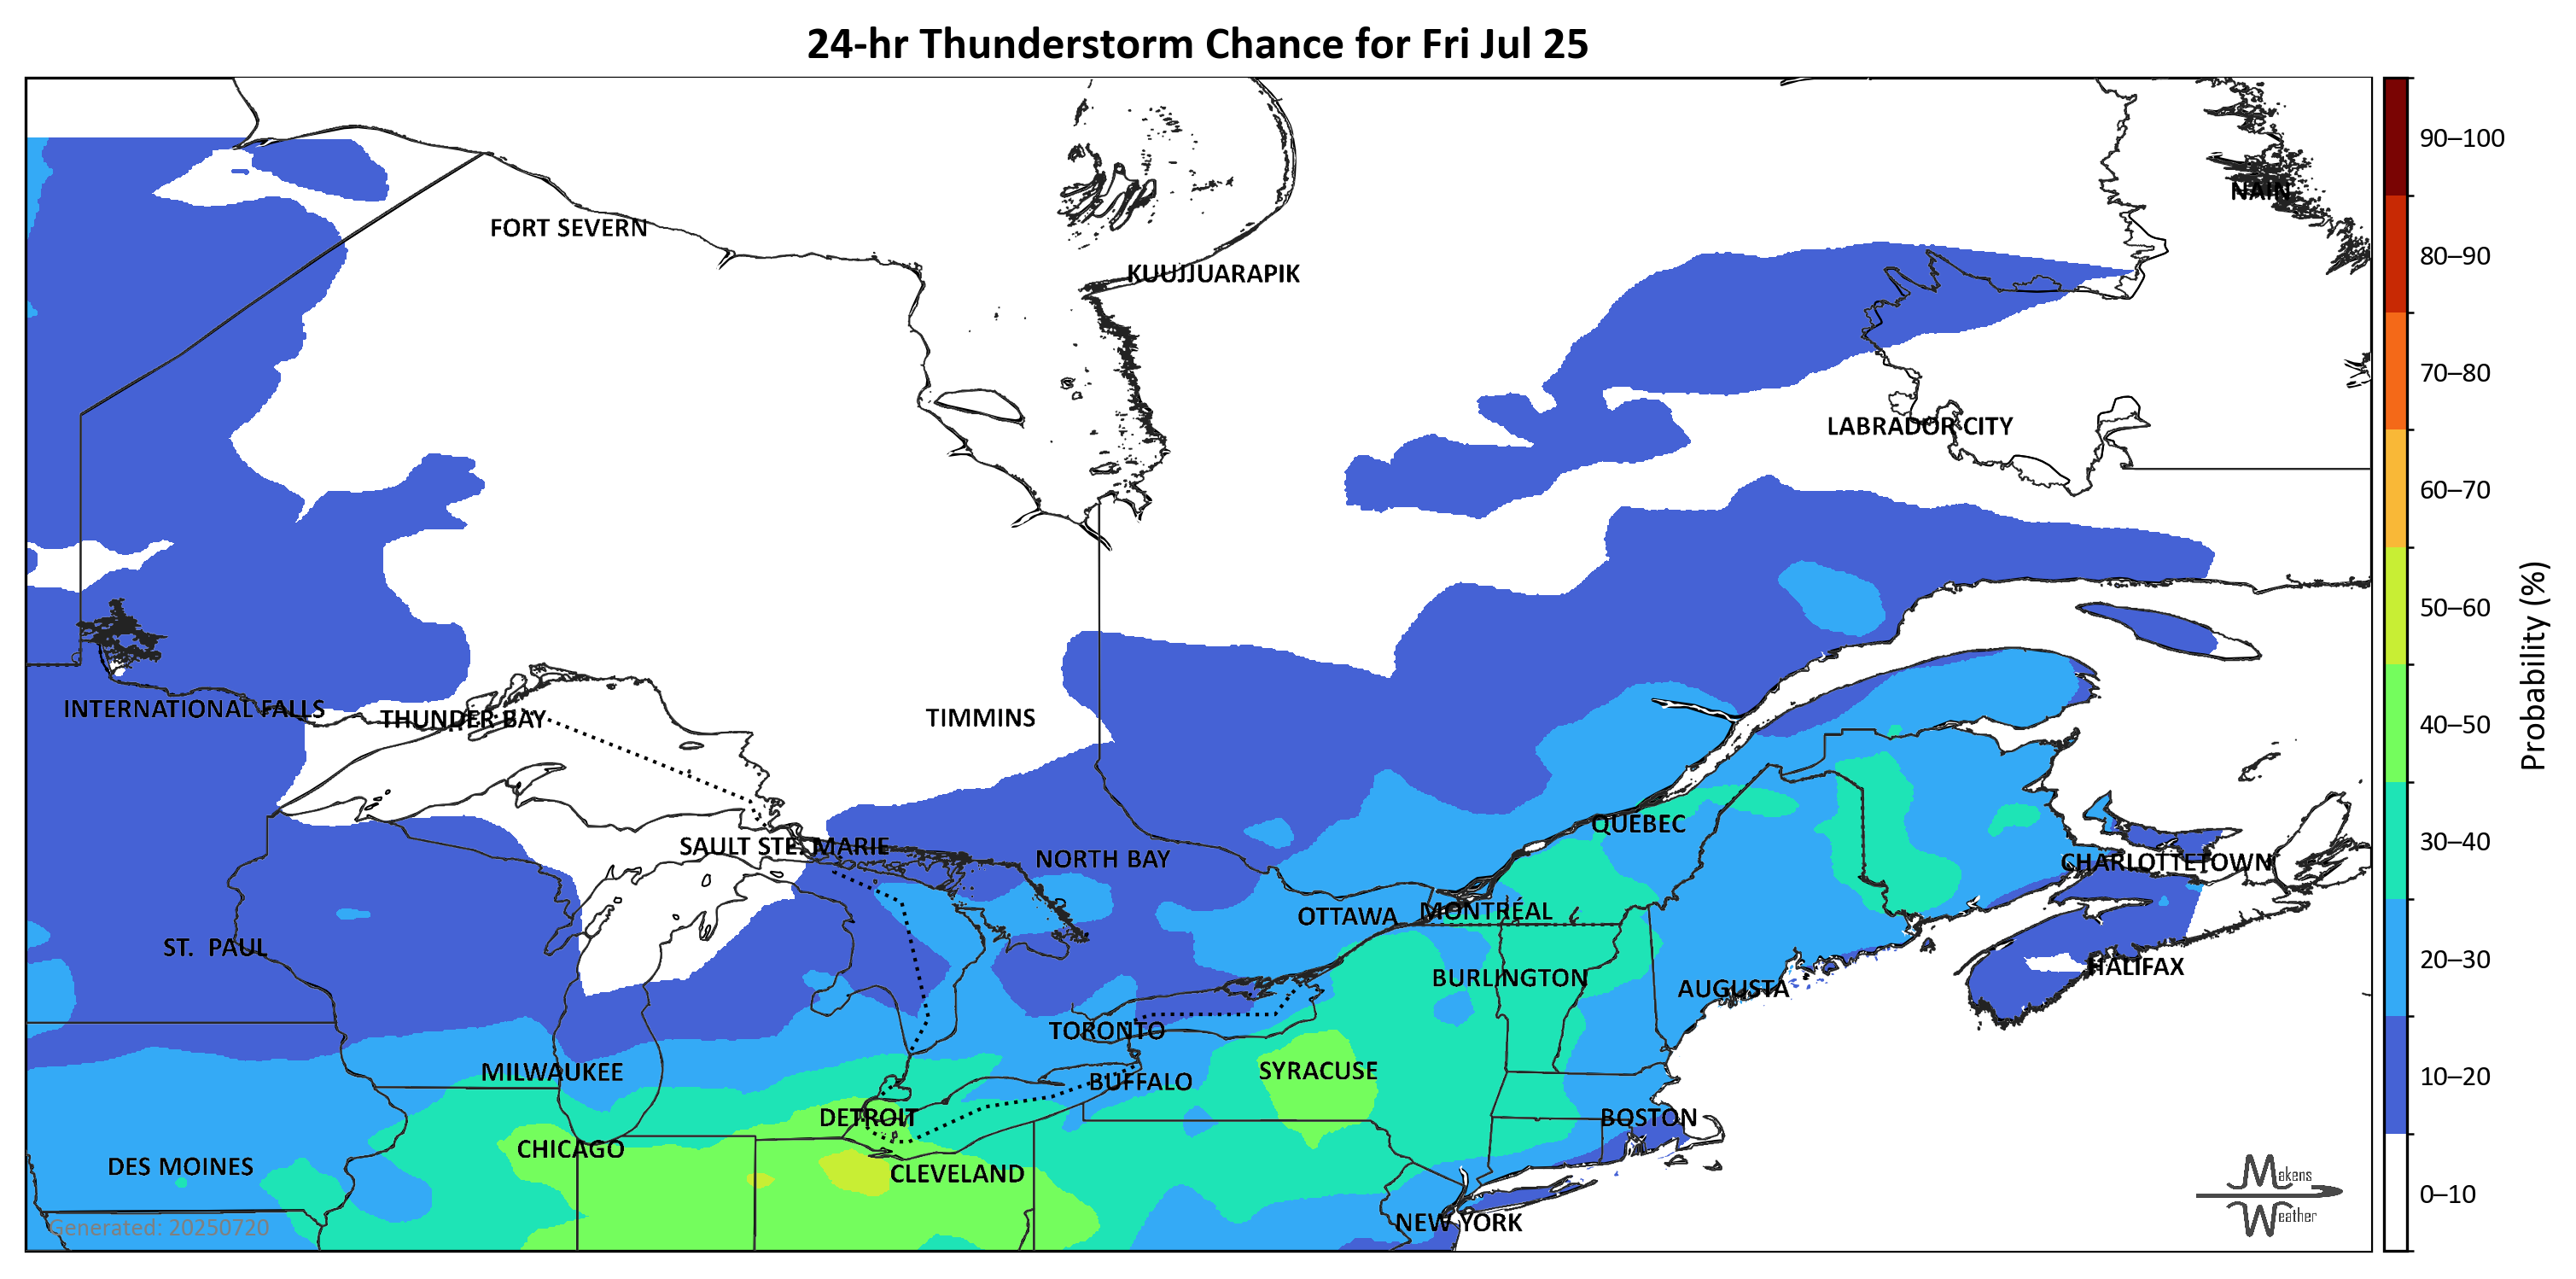 24-hr Thunderstorm Chance for Fri Jul 25
NAIN
FORT SEVERN
KUUJJUARAPIK
LABRADOR CITY
INTERNATIONAL FALLS
THUNDER BAY
TIMMINS
QUEBEC
SAULT STE. MARIE
NORTH BAY
CHARLOTTETOWN
OTTAWA
MONTRÉAL
ST. PAUL
HALIFAX
BURLINGTON
AUGUSTA
TORONTO
MILWAUKEE
BUFFALO
SYRACUSE
DETROIT
BOSTON
CHICAGO
DES MOINES
CLEVELAND
NEW YORK
Generated: 20250720
Makens
Weather
90–100
80–90
70–80
60–70
50–60
40–50
30–40
20–30
10–20
0–10
Probability (%)